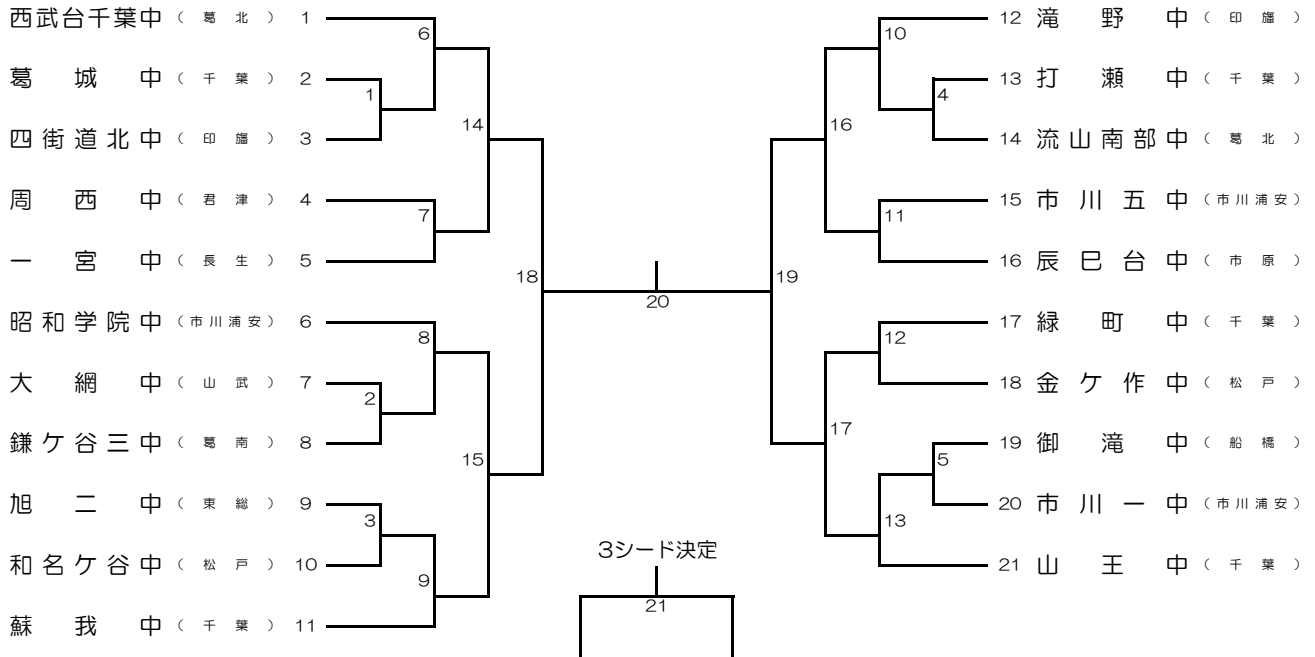 西武台千葉中（葛北） 1
葛城中（千葉） 2
四街道北中（印旛） 3
周西中（君津） 4
一宮中（長生） 5
昭和学院中（市川浦安） 6
大網中（山武） 7
鎌ケ谷三中（葛南） 8
旭二中（東総） 9
和名ケ谷中（松戸） 10
蘇我中（千葉） 11
6
1
14
7
18
8
2
15
3
9
20
3シード決定
21
10
4
16
11
19
12
17
5
13
12 滝野中（印旛）
13 打瀬中（千葉）
14 流山南部中（葛北）
15 市川五中（市川浦安）
16 辰巳台中（市原）
17 緑町中（千葉）
18 金ケ作中（松戸）
19 御滝中（船橋）
20 市川一中（市川浦安）
21 山王中（千葉）